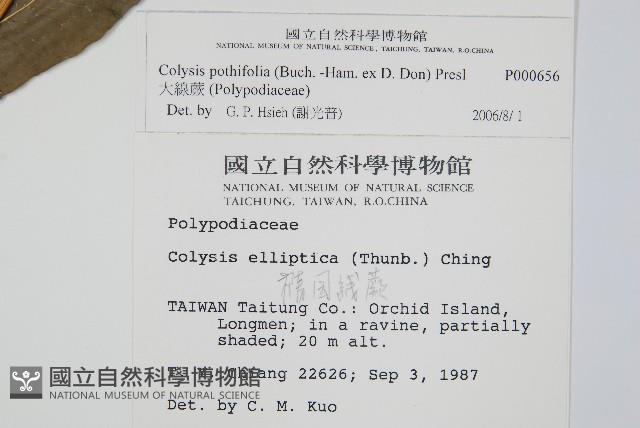 國立自然科學博物館
NATIONAL MUSEUM OF NATURAL SCIENCE, TAICHUNG, TAIWAN, R.O.CHINA
Colysis pothifolia (Buch. -Ham. ex D. Don) Presl P000656
大線蕨 (Polypodiaceae)
Det. by G. P. Hsieh (謝光普) 2006/8/1
國立自然科學博物館
NATIONAL MUSEUM OF NATURAL SCIENCE
TAICHUNG, TAIWAN, R.O.CHINA
Polypodiaceae
Colysis elliptica (Thunb.) Ching
線蕨
TAIWAN Taitung Co.: Orchid Island,
Longmen; in a ravine, partially
shaded; 20 m alt.
22626; Sep 3, 1987
國立自然科學博物館
NATIONAL MUSEUM OF NATURAL SCIENCE
Det. by C. M. Kuo